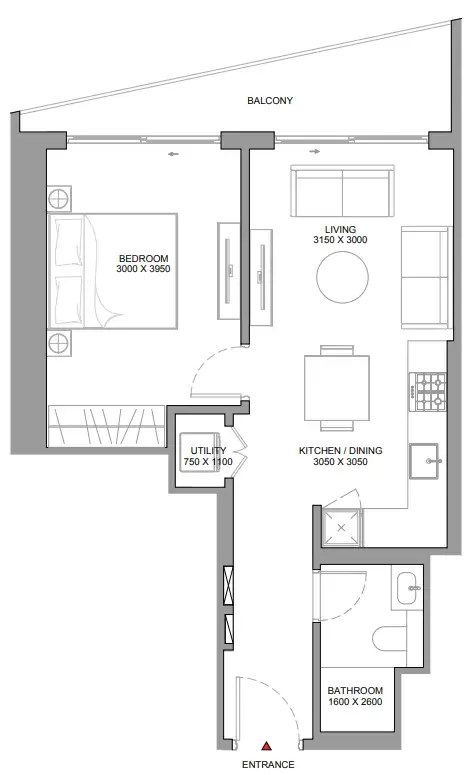 BALCONY
LIVING
3150 X 3000
BEDROOM
3000 X 3950
UTILITY
750 X 1100
KITCHEN / DINING
3050 X 3050
BATHROOM
1600 X 2600
ENTRANCE